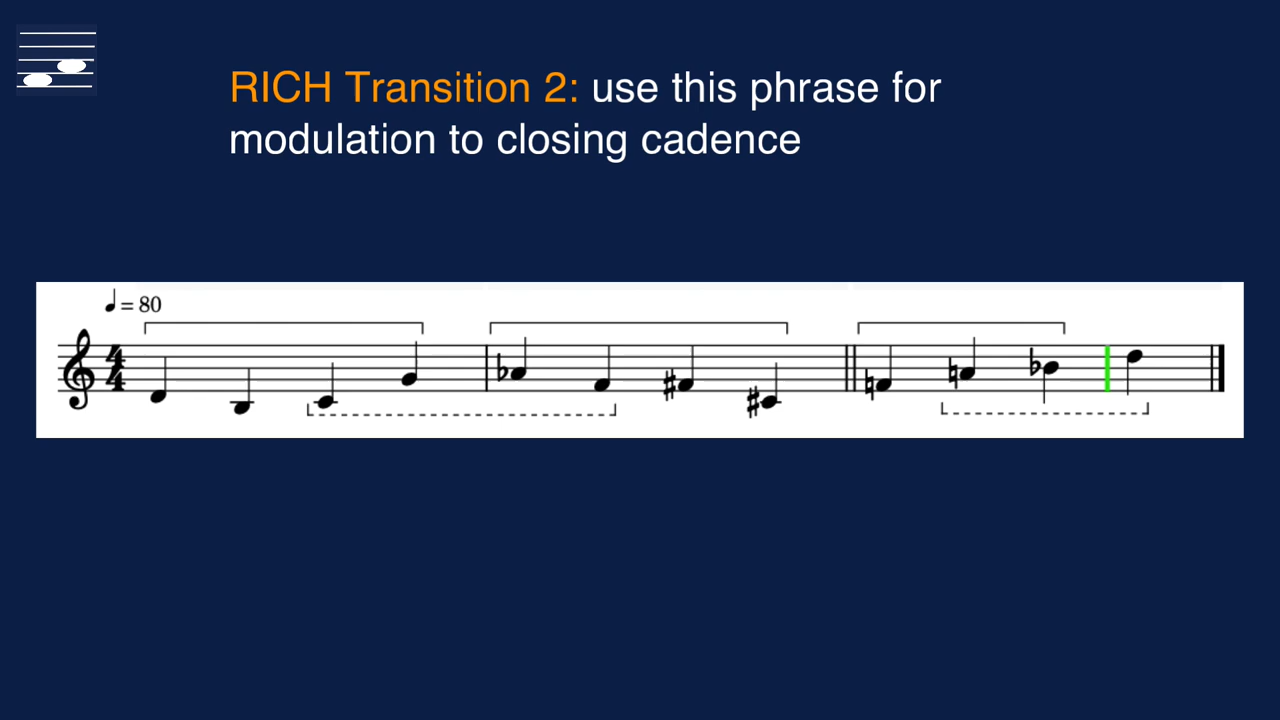 RICH Transition 2: use this phrase for
modulation to closing cadence
♩ = 80
4
4